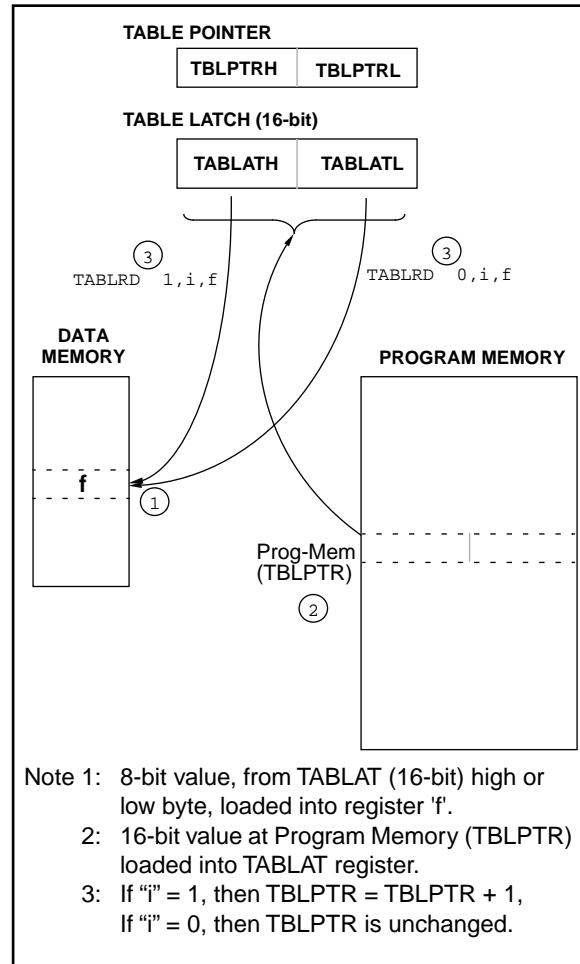 TABLE POINTER
TBLPTRH TBLPTRL
TABLE LATCH (16-bit)
TABLATH TABLATL
3
TABLRD 1,i,f
3
TABLRD 0,i,f
DATA
MEMORY
PROGRAM MEMORY
f
1
Prog-Mem
(TBLPTR)
2
Note 1: 8-bit value, from TABLAT (16-bit) high or
low byte, loaded into register 'f'.
2: 16-bit value at Program Memory (TBLPTR)
loaded into TABLAT register.
3: If “i” = 1, then TBLPTR = TBLPTR + 1,
If “i” = 0, then TBLPTR is unchanged.